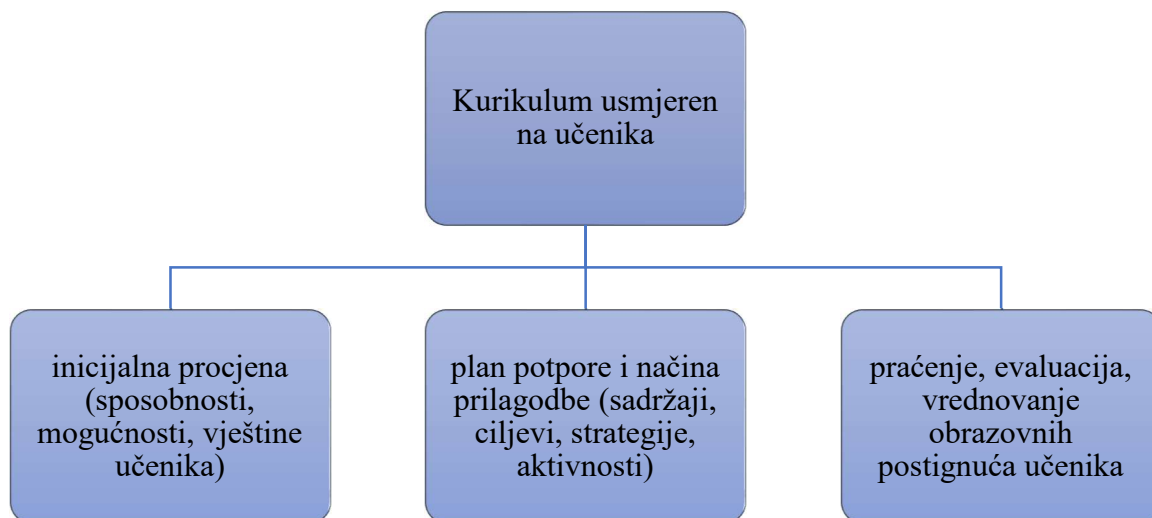 Kurikulum usmjeren
na učenika
inicijalna procjena
(sposobnosti,
mogućnosti, vještine
učenika)
plan potpore i načina
prilagodbe (sadržaji,
ciljevi, strategije,
aktivnosti)
praćenje, evaluacija,
vrednovanje
obrazovnih
postignuća učenika